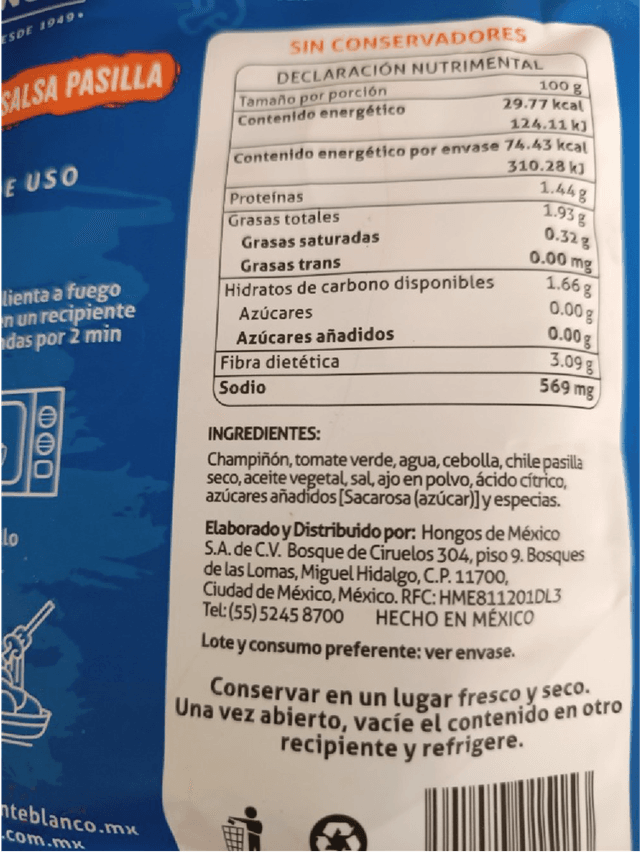 ESDE 1949.
SALSA PASILLA
E USO
lienta a fuego
n un recipiente
das por 2 min
lo
nteblanco.mx
.com.mx
SIN CONSERVADORES
DECLARACIÓN NUTRIMENTAL
Tamaño por porción 100 g
Contenido energético 29.77 kcal
124.11 kJ
Contenido energético por envase 74.43 kcal
310.28 kJ
Proteínas 1.44 g
Grasas totales 1.93 g
Grasas saturadas 0.32 g
Grasas trans 0.00 mg
Hidratos de carbono disponibles 1.66 g
Azúcares 0.00 g
Azúcares añadidos 0.00 g
Fibra dietética 3.09 g
Sodio 569 mg
INGREDIENTES:
Champiñón, tomate verde, agua, cebolla, chile pasilla
seco, aceite vegetal, sal, ajo en polvo, ácido cítrico,
azúcares añadidos [Sacarosa (azúcar)] y especias.
Elaborado y Distribuido por: Hongos de México
S.A. de C.V. Bosque de Ciruelos 304, piso 9. Bosques
de las Lomas, Miguel Hidalgo, C.P. 11700,
Ciudad de México, México. RFC: HME811201DL3
Tel: (55) 5245 8700 HECHO EN MÉXICO
Lote y consumo preferente: ver envase.
Conservar en un lugar fresco y seco.
Una vez abierto, vacíe el contenido en otro
recipiente y refrigere.